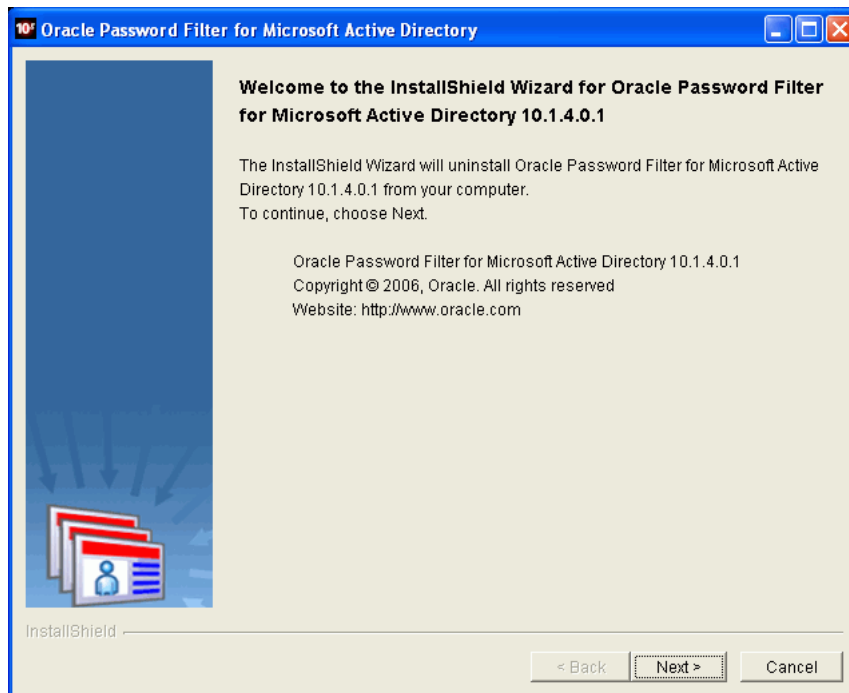 10g Oracle Password Filter for Microsoft Active Directory
Welcome to the InstallShield Wizard for Oracle Password Filter
for Microsoft Active Directory 10.1.4.0.1
The InstallShield Wizard will uninstall Oracle Password Filter for Microsoft Active
Directory 10.1.4.0.1 from your computer.
To continue, choose Next.
Oracle Password Filter for Microsoft Active Directory 10.1.4.0.1
Copyright © 2006, Oracle. All rights reserved
Website: http://www.oracle.com
InstallShield
< Back Next > Cancel